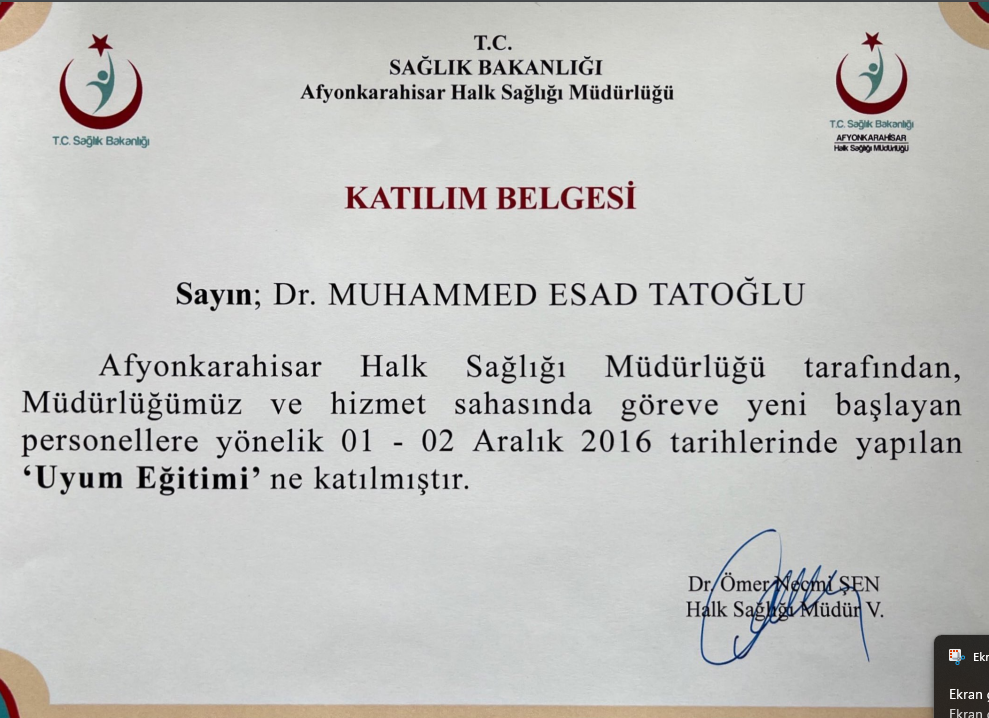 T.C.
SAĞLIK BAKANLIĞI
Afyonkarahisar Halk Sağlığı Müdürlüğü
T.C. Sağlık Bakanlığı
T.C. Sağlık Bakanlığı
AFYONKARAHİSAR
Halk Sağlığı Müdürlüğü
KATILIM BELGESİ
Sayın; Dr. MUHAMMED ESAD TATOĞLU
Afyonkarahisar Halk Sağlığı Müdürlüğü tarafından,
Müdürlüğümüz ve hizmet sahasında göreve yeni başlayan
personellere yönelik 01 - 02 Aralık 2016 tarihlerinde yapılan
‘Uyum Eğitimi’ ne katılmıştır.
Dr. Ömer Necmi ŞEN
Halk Sağlığı Müdür V.
Ekran
Ekran